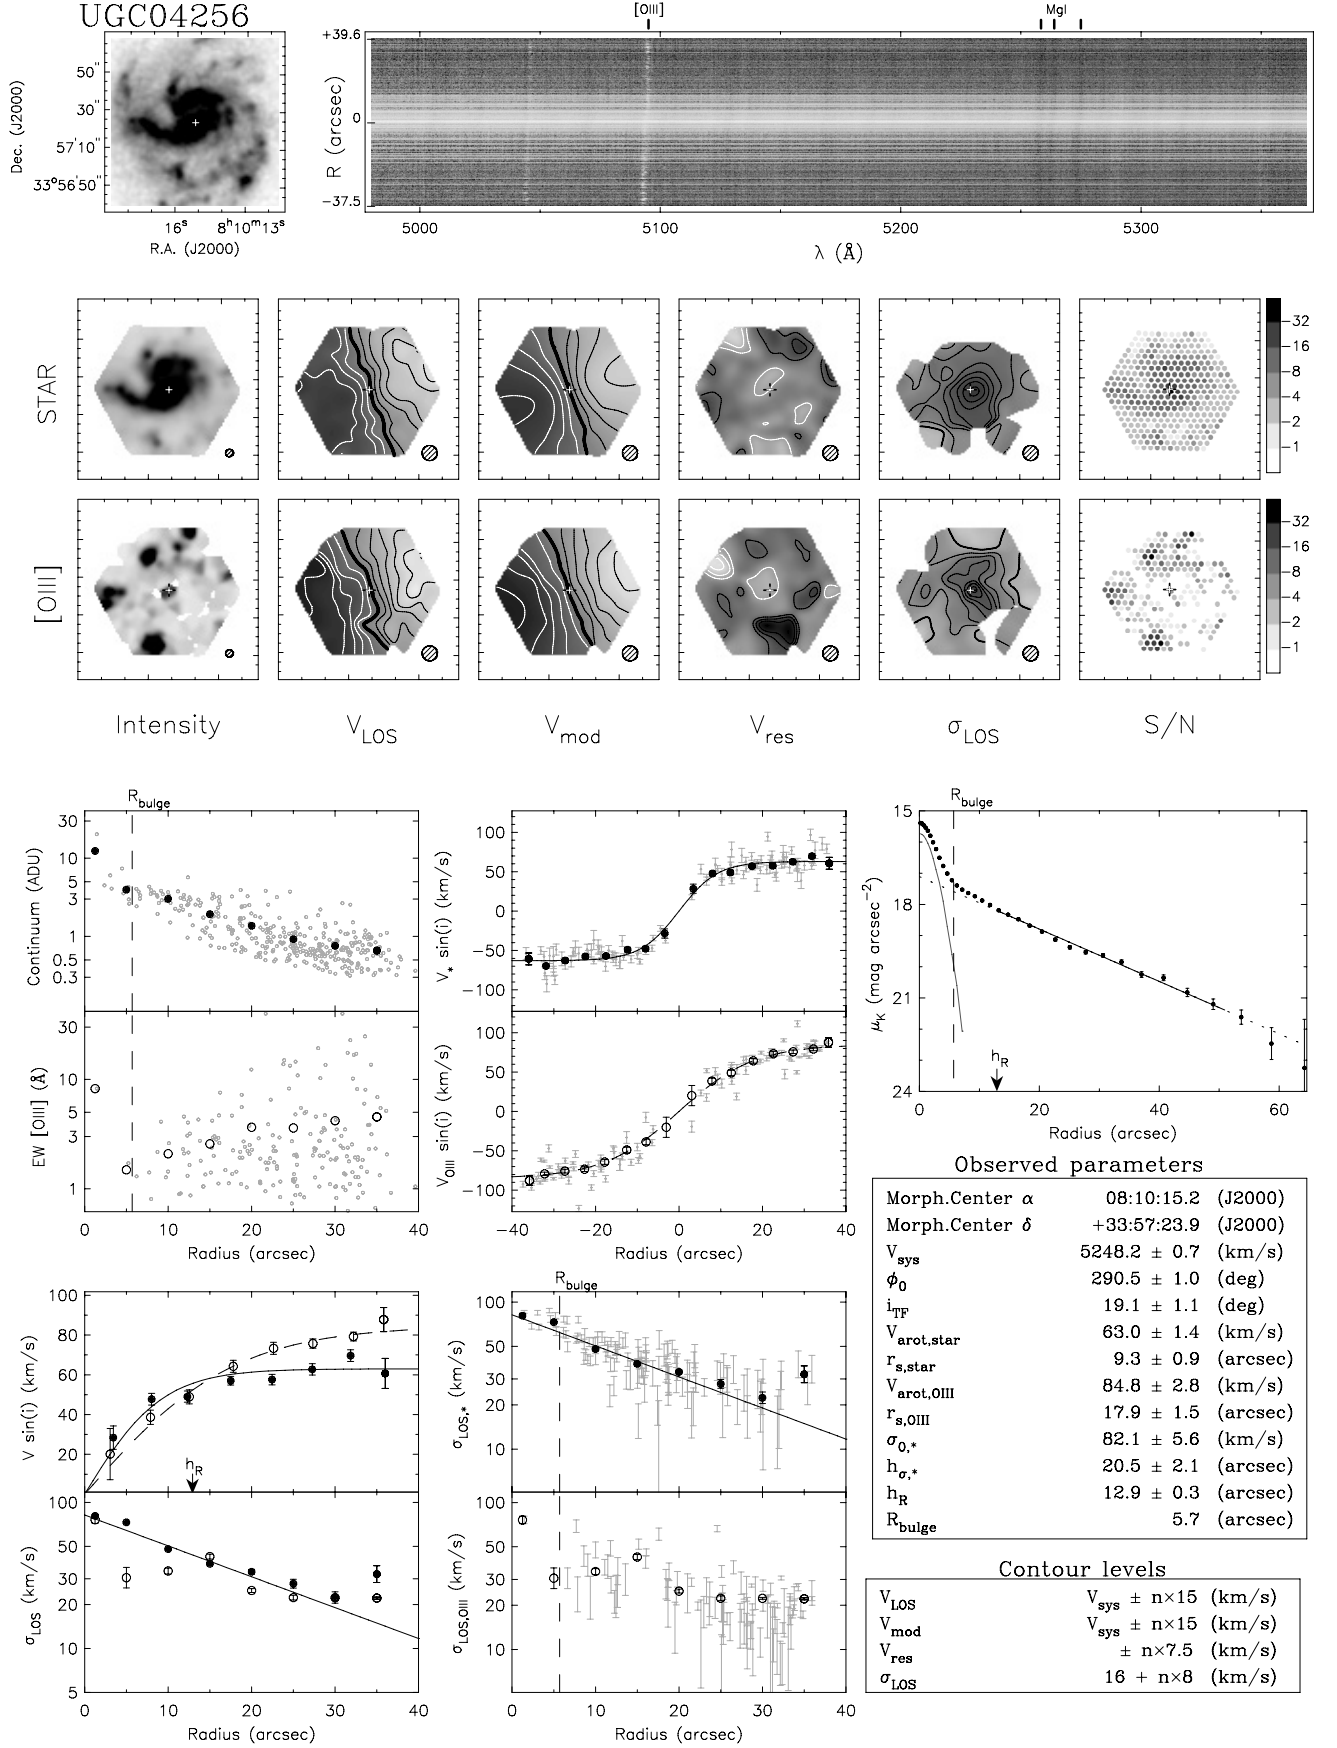 UGC04256
[OIII] MgI
Dec. (J2000)
50"
30"
57'10"
33°56'50"
16s 8h10m13s
R.A. (J2000)
R (arcsec)
+39.6
0
−37.5
5000 5100 5200 5300
λ (Å)
STAR
32
16
8
4
2
1
[OIII]
32
16
8
4
2
1
Intensity VLOS Vmod Vres σLOS S/N
Rbulge
Continuum (ADU)
30
10
5
3
1
0.5
0.3
EW [OIII] (Å)
30
10
5
3
1
0 10 20 30 40
Radius (arcsec)
V* sin(i) (km/s)
100
50
0
−50
−100
VOIII sin(i) (km/s)
100
50
0
−50
−100
−40 −20 0 20 40
Radius (arcsec)
Rbulge
μK (mag arcsec−2)
15
18
21
24
hR
0 20 40 60
Radius (arcsec)
V sin(i) (km/s)
100
80
60
40
20
hR
σLOS (km/s)
100
50
30
20
10
5
0 10 20 30 40
Radius (arcsec)
Rbulge
σLOS,* (km/s)
100
50
30
20
10
σLOS,OIII (km/s)
100
50
30
20
10
5
0 10 20 30 40
Radius (arcsec)
Observed parameters
Morph.Center α 08:10:15.2 (J2000)
Morph.Center δ +33:57:23.9 (J2000)
Vsys 5248.2 ± 0.7 (km/s)
ϕ0 290.5 ± 1.0 (deg)
iTF 19.1 ± 1.1 (deg)
Varot,star 63.0 ± 1.4 (km/s)
rs,star 9.3 ± 0.9 (arcsec)
Varot,OIII 84.8 ± 2.8 (km/s)
rs,OIII 17.9 ± 1.5 (arcsec)
σ0,* 82.1 ± 5.6 (km/s)
hσ,* 20.5 ± 2.1 (arcsec)
hR 12.9 ± 0.3 (arcsec)
Rbulge 5.7 (arcsec)
Contour levels
VLOS Vsys ± n×15 (km/s)
Vmod Vsys ± n×15 (km/s)
Vres ± n×7.5 (km/s)
σLOS 16 + n×8 (km/s)